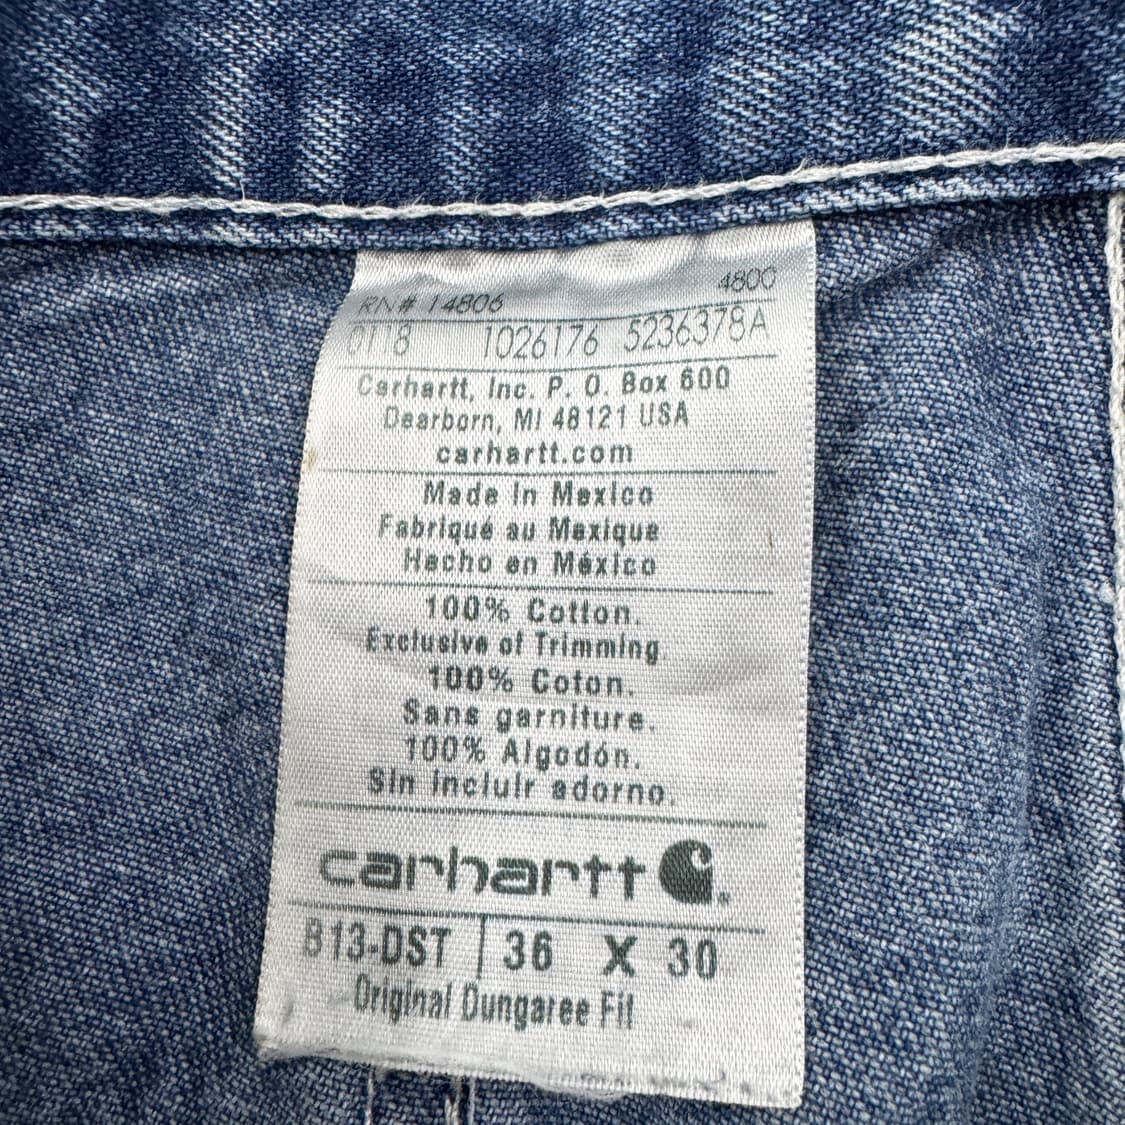 4800
RN# 14806
0118 1026176 5236378A
Carhartt, Inc. P. O. Box 600
Dearborn, MI 48121 USA
carhartt.com
Made In Mexico
Fabriqué au Mexique
Hecho en México
100% Cotton.
Exclusive of Trimming.
100% Coton.
Sans garniture.
100% Algodón.
Sin incluir adorno.
carhartt
B13-DST | 36 X 30
Original Dungaree Fit